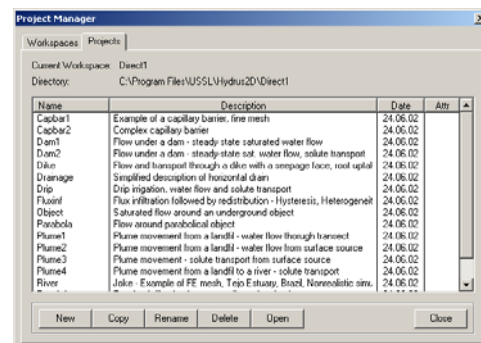 Project Manager
Workspaces Projects
Current Workspace: Direct1
Directory: C:\Program Files\USSL\Hydrus2D\Direct1
Name Description Date Attr
Capbar1 Example of a capillary barrier, fine mesh 24.06.02
Capbar2 Complex capillary barrier 24.06.02
Dam1 Flow under a dam - steady state saturated water flow 24.06.02
Dam2 Flow under a dam - steady-state sat. water flow, solute transport 24.06.02
Dike Flow and transport through a dike with a seepage face, root uptal 24.06.02
Drainage Simplified description of horizontal drain 24.06.02
Drip Drip irrigation, water flow and solute transport 24.06.02
Fluxinf Flux infiltration followed by redistribution - Hysteresis, Heterogeneit 24.06.02
Object Saturated flow around an underground object 24.06.02
Parabola Flow around parabolical object 24.06.02
Plume1 Plume movement from a landfil - water flow thorugh transect 24.06.02
Plume2 Plume movement from a landfil - water flow from surface source 24.06.02
Plume3 Plume movement - solute transport from surface source 24.06.02
Plume4 Plume movement from a landfil to a river - solute transport 24.06.02
River Joke - Example of FE mesh, Tejo Estuary, Brazil, Nonrealistic simu. 24.06.02
New Copy Rename Delete Open Close